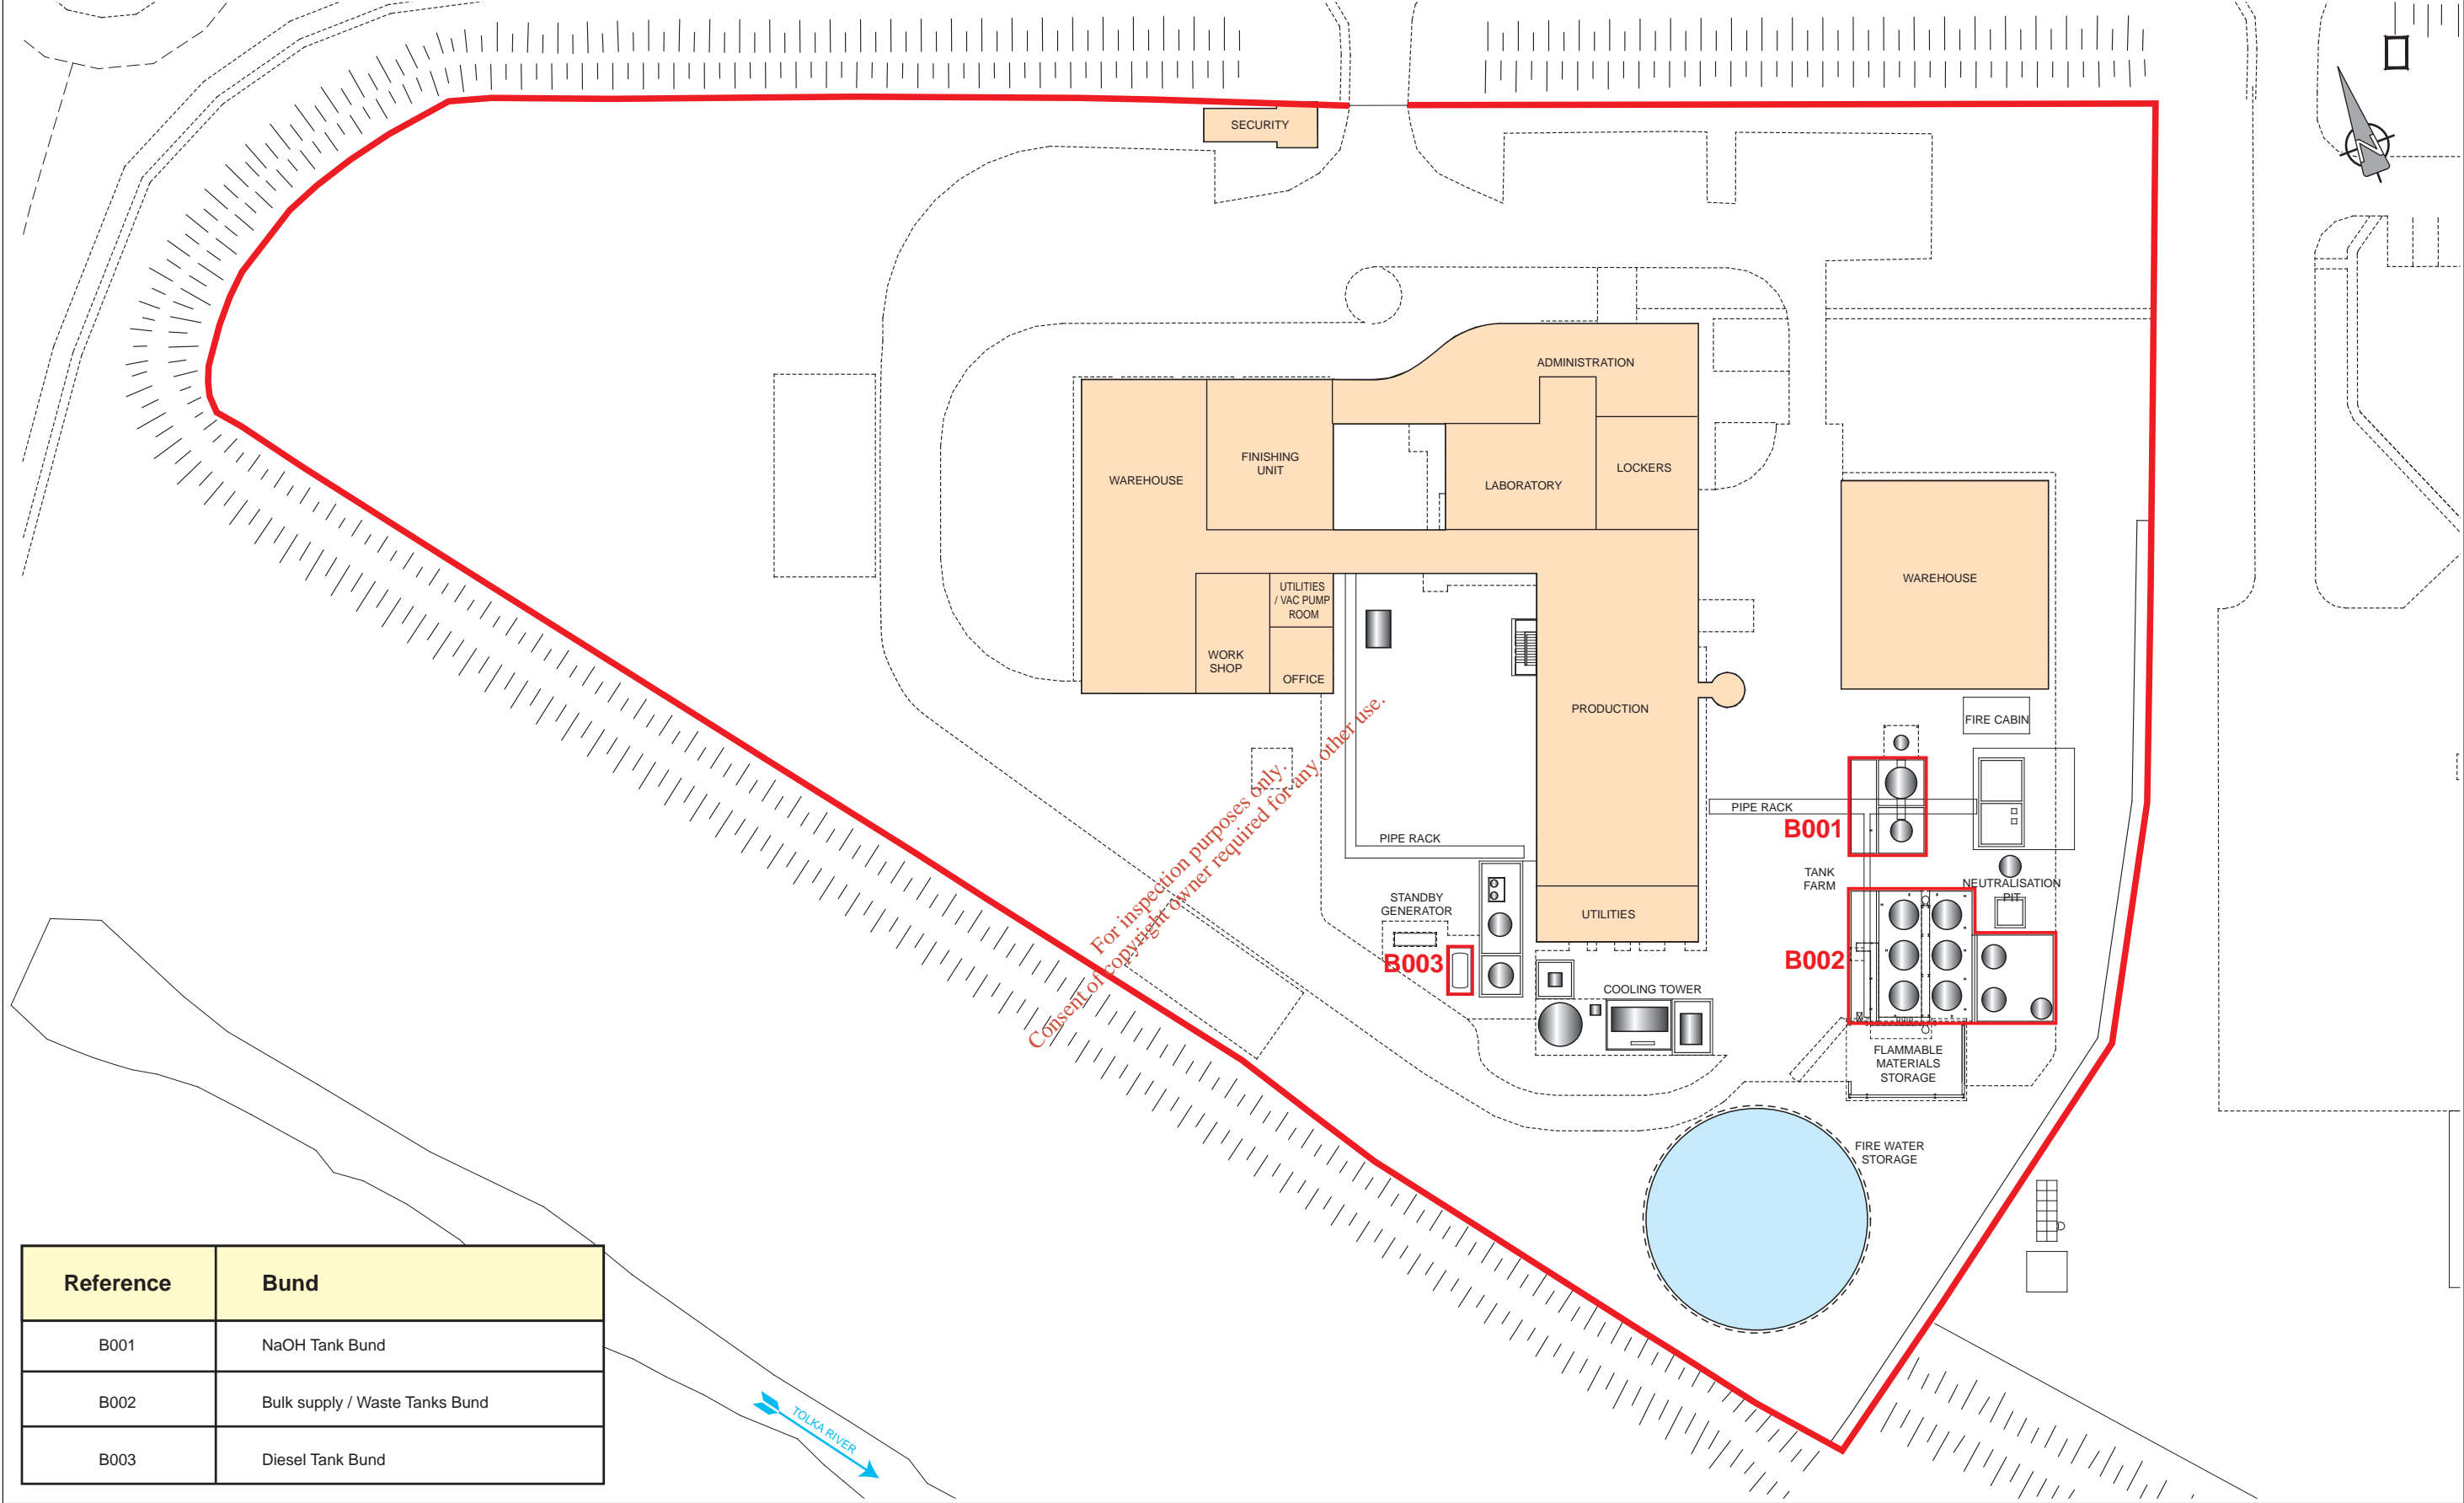 SECURITY
N
ADMINISTRATION
FINISHING
UNIT
WAREHOUSE
LABORATORY
LOCKERS
UTILITIES
/ VAC PUMP
ROOM
WORK
SHOP
OFFICE
WAREHOUSE
PRODUCTION
FIRE CABIN
PIPE RACK
B001
PIPE RACK
TANK
FARM
NEUTRALISATION
PIT
STANDBY
GENERATOR
UTILITIES
B003
B002
COOLING TOWER
FLAMMABLE
MATERIALS
STORAGE
FIRE WATER
STORAGE
For inspection purposes only.
Consent of copyright owner required for any other use.
Reference Bund
B001 NaOH Tank Bund
B002 Bulk supply / Waste Tanks Bund
B003 Diesel Tank Bund
TOLKA RIVER